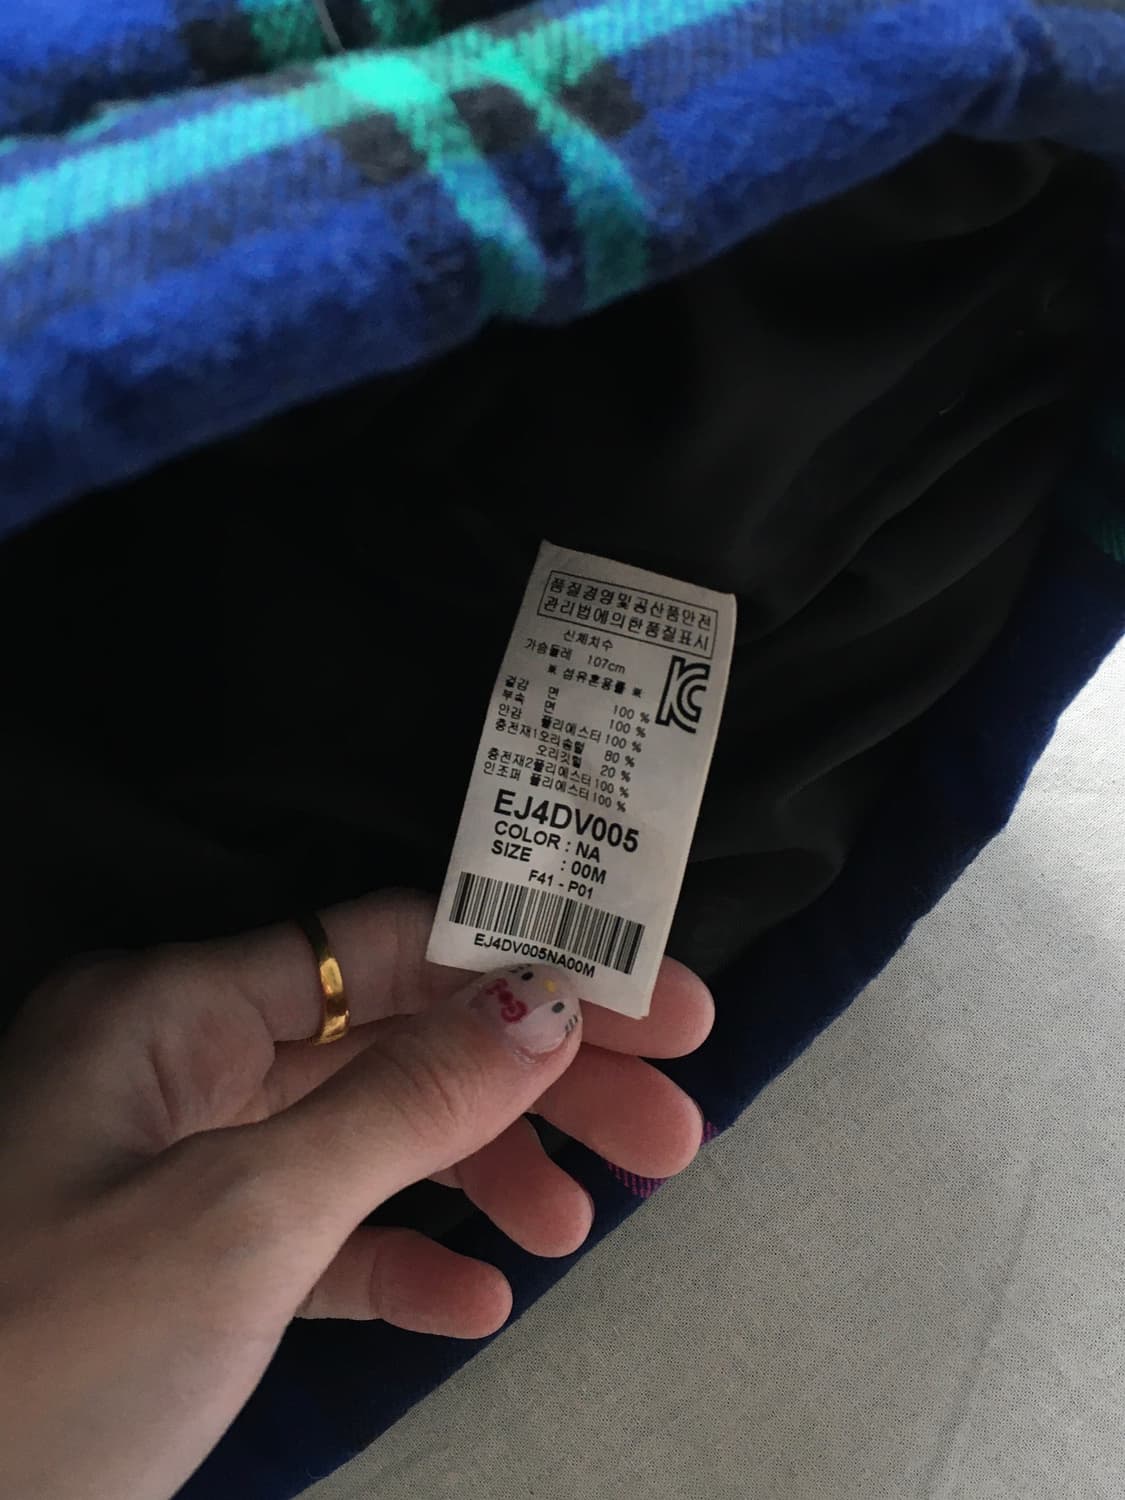 품질경영및공산품안전
관리법에의한품질표시
신체치수
가슴둘레 107cm
※ 섬유혼용률 ※
겉감 면 100 %
부속 면 100 %
안감 폴리에스터 100 %
충전재1 오리솜털 80 %
오리깃털 20 %
충전재2 폴리에스터 100 %
인조퍼 폴리에스터 100 %
EJ4DV005
COLOR : NA
SIZE : 00M
F41 - P01
EJ4DV005NA00M